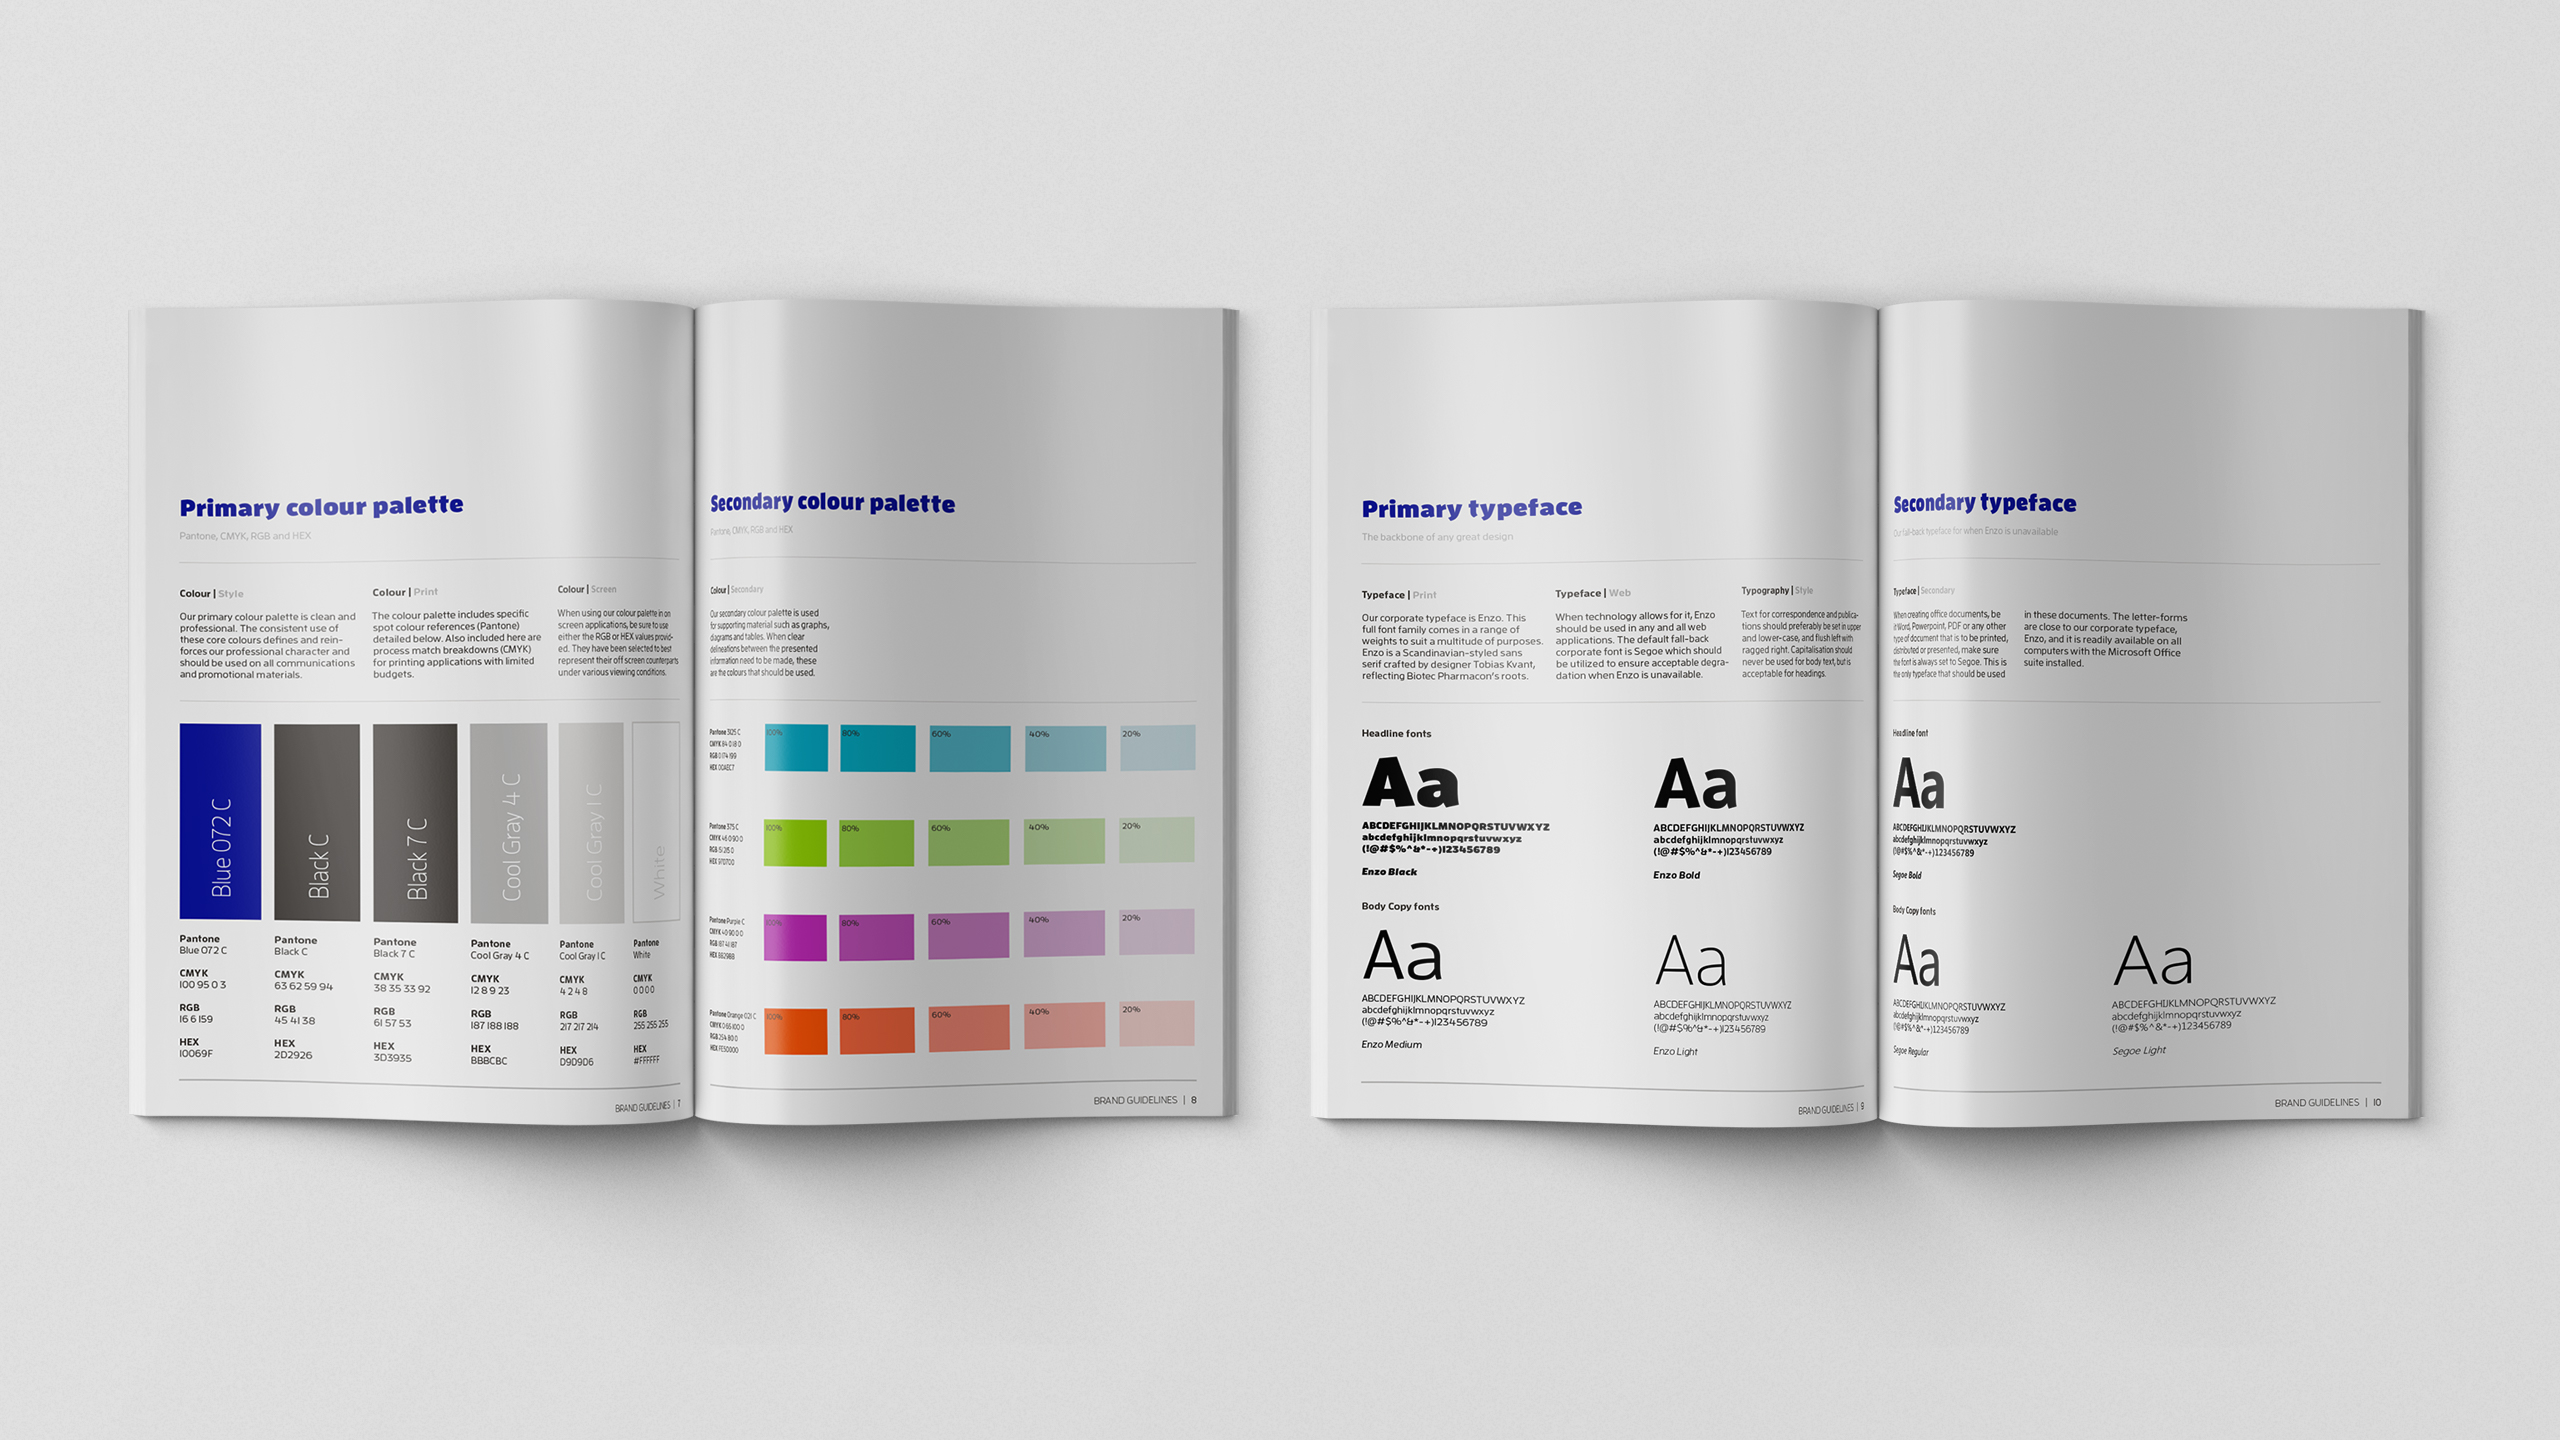 Primary colour palette
Pantone, CMYK, RGB and HEX
Colour | Style
Our primary colour palette is clean and
professional. The consistent use of
these core colours defines and rein-
forces our professional character and
should be used on all communications
and promotional materials.
Colour | Print
The colour palette includes specific
spot colour references (Pantone)
detailed below. Also included here are
process match breakdowns (CMYK)
for printing applications with limited
budgets.
Colour | Screen
When using our colour palette in on
screen applications, be sure to use
either the RGB or HEX values provid-
ed. They have been selected to best
represent their off screen counterparts
under various viewing conditions.
Blue 072 C
Black C
Black 7 C
Cool Gray 4 C
Cool Gray 1 C
White
Pantone
Blue 072 C
CMYK
100 95 0 3
RGB
16 6 159
HEX
10069F
Pantone
Black C
CMYK
63 62 59 94
RGB
45 41 38
HEX
2D2926
Pantone
Black 7 C
CMYK
38 35 33 92
RGB
61 57 53
HEX
3D3935
Pantone
Cool Gray 4 C
CMYK
12 8 9 23
RGB
187 188 188
HEX
BBBCBC
Pantone
Cool Gray 1 C
CMYK
4 2 4 8
RGB
217 217 214
HEX
D9D9D6
Pantone
White
CMYK
0 0 0 0
RGB
255 255 255
HEX
#FFFFFF
BRAND GUIDELINES | 7
Secondary colour palette
Pantone, CMYK, RGB and HEX
Colour | Secondary
Our secondary colour palette is used
for supporting material such as graphs,
diagrams and tables. When clear
delineations between the presented
information need to be made, these
are the colours that should be used.
Pantone 3125 C
CMYK 84 0 18 0
RGB 0 174 199
HEX 00AEC7
100%
80%
60%
40%
20%
Pantone 375 C
CMYK 46 0 90 0
RGB 151 215 0
HEX 97D700
100%
80%
60%
40%
20%
Pantone Purple C
CMYK 40 90 0 0
RGB 187 41 187
HEX BB29BB
100%
80%
60%
40%
20%
Pantone Orange 021 C
CMYK 0 65 100 0
RGB 254 80 0
HEX FE5000
100%
80%
60%
40%
20%
BRAND GUIDELINES | 8
Primary typeface
The backbone of any great design
Typeface | Print
Our corporate typeface is Enzo. This
full font family comes in a range of
weights to suit a multitude of purposes.
Enzo is a Scandinavian-styled sans
serif crafted by designer Tobias Kvant,
reflecting Biotec Pharmacon's roots.
Typeface | Web
When technology allows for it, Enzo
should be used in any and all web
applications. The default fall-back
corporate font is Segoe which should
be utilized to ensure acceptable degra-
dation when Enzo is unavailable.
Typography | Style
Text for correspondence and publica-
tions should preferably be set in upper
and lower-case, and flush left with
ragged right. Capitalisation should
never be used for body text, but is
acceptable for headings.
Headline fonts
Aa
ABCDEFGHIJKLMNOPQRSTUVWXYZ
abcdefghijklmnopqrstuvwxyz
(!@#$%^&*-+)123456789
Enzo Black
Aa
ABCDEFGHIJKLMNOPQRSTUVWXYZ
abcdefghijklmnopqrstuvwxyz
(!@#$%^&*-+)123456789
Enzo Bold
Body Copy fonts
Aa
ABCDEFGHIJKLMNOPQRSTUVWXYZ
abcdefghijklmnopqrstuvwxyz
(!@#$%^&*-+)123456789
Enzo Medium
Aa
ABCDEFGHIJKLMNOPQRSTUVWXYZ
abcdefghijklmnopqrstuvwxyz
(!@#$%^&*-+)123456789
Enzo Light
BRAND GUIDELINES | 9
Secondary typeface
Our fall-back typeface for when Enzo is unavailable
Typeface | Secondary
When creating office documents, be
it Word, Powerpoint, PDF or any other
type of document that is to be printed,
distributed or presented, make sure
the font is always set to Segoe. This is
the only typeface that should be used
in these documents. The letter-forms
are close to our corporate typeface,
Enzo, and it is readily available on all
computers with the Microsoft Office
suite installed.
Headline font
Aa
ABCDEFGHIJKLMNOPQRSTUVWXYZ
abcdefghijklmnopqrstuvwxyz
(!@#$%^&*-+)123456789
Segoe Bold
Body Copy fonts
Aa
ABCDEFGHIJKLMNOPQRSTUVWXYZ
abcdefghijklmnopqrstuvwxyz
(!@#$%^&*-+)123456789
Segoe Regular
Aa
ABCDEFGHIJKLMNOPQRSTUVWXYZ
abcdefghijklmnopqrstuvwxyz
(!@#$%^&*-+)123456789
Segoe Light
BRAND GUIDELINES | 10